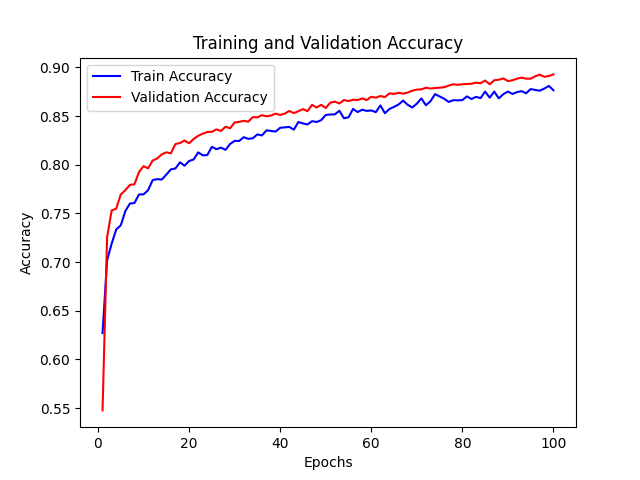 Training and Validation Accuracy
Train Accuracy
Validation Accuracy
0.90
0.85
0.80
0.75
0.70
0.65
0.60
0.55
Accuracy
0 20 40 60 80 100
Epochs